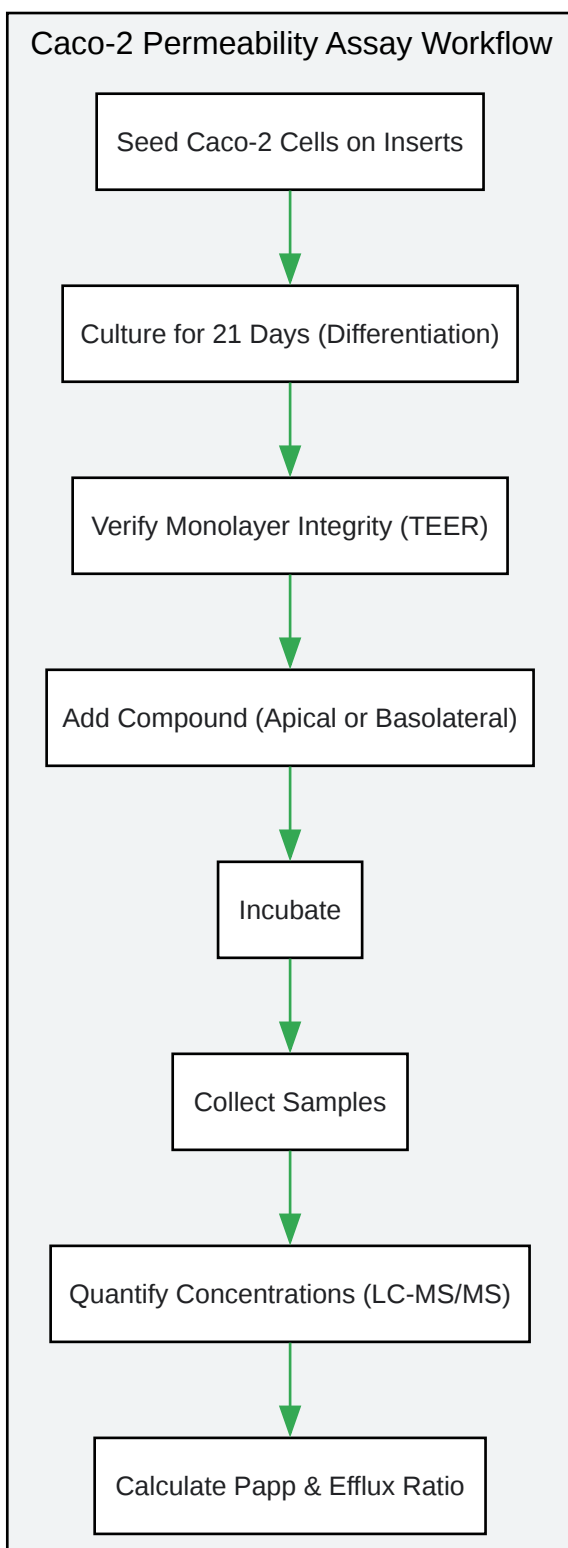 Caco-2 Permeability Assay Workflow
Seed Caco-2 Cells on Inserts
Culture for 21 Days (Differentiation)
Verify Monolayer Integrity (TEER)
Add Compound (Apical or Basolateral)
Incubate
Collect Samples
Quantify Concentrations (LC-MS/MS)
Calculate Papp & Efflux Ratio